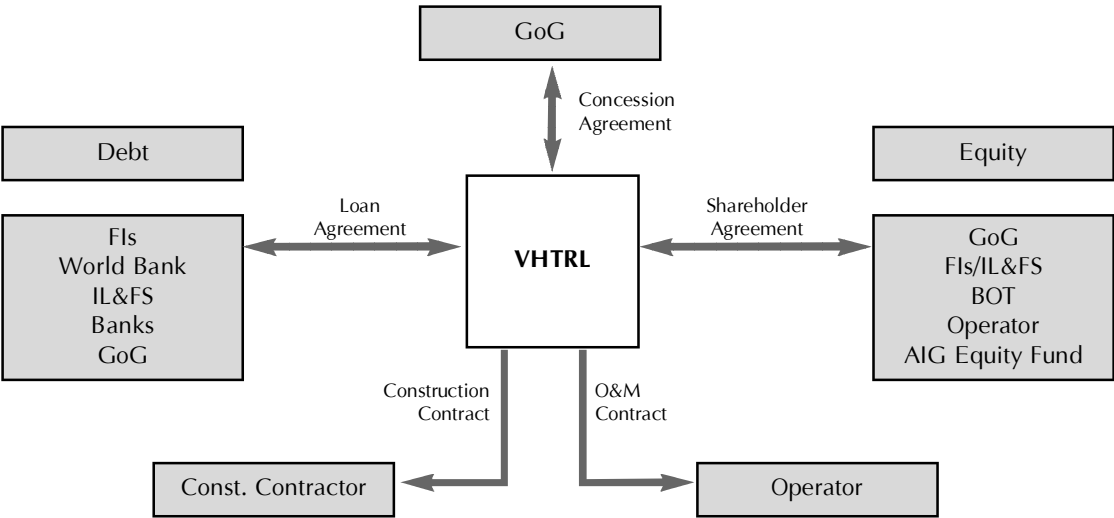 GoG
Concession
Agreement
Debt
Equity
FIs
World Bank
IL&FS
Banks
GoG
Loan
Agreement
VHTRL
Shareholder
Agreement
GoG
FIs/IL&FS
BOT
Operator
AIG Equity Fund
Construction
Contract
O&M
Contract
Const. Contractor
Operator